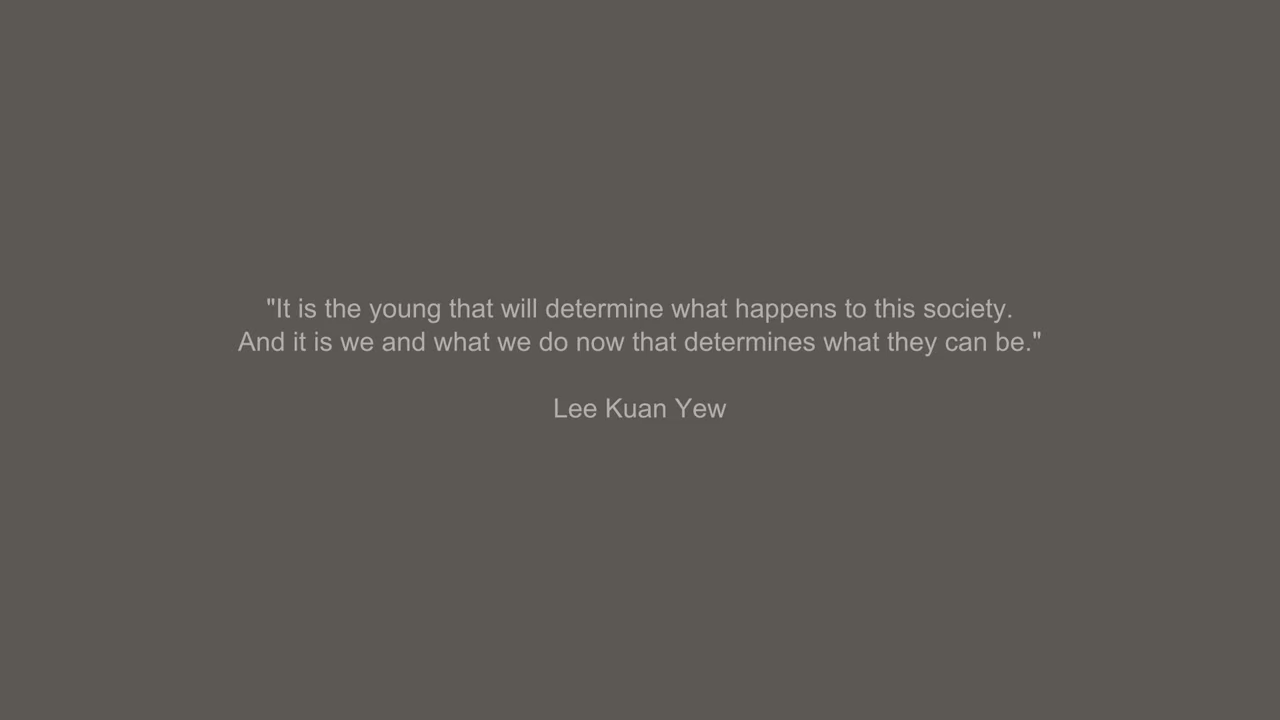 "It is the young that will determine what happens to this society.
And it is we and what we do now that determines what they can be."
Lee Kuan Yew